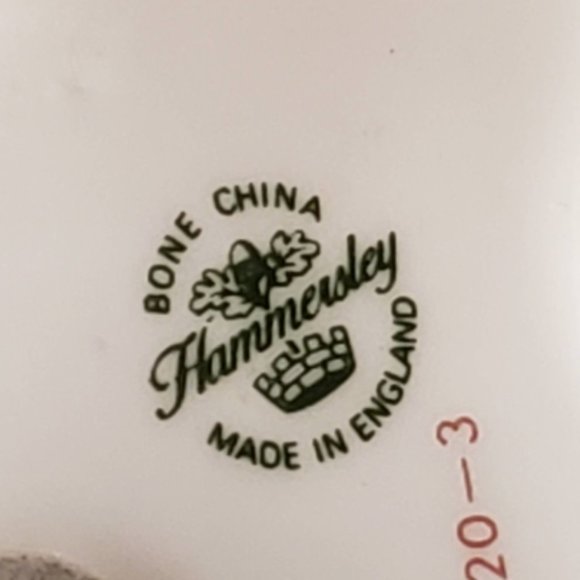 BONE CHINA
Hammersley
MADE IN ENGLAND
20-3